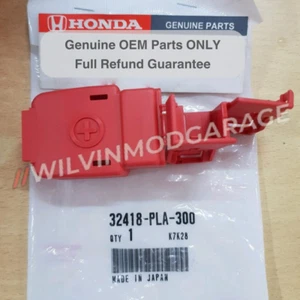 HONDA
GENUINE
PARTS
Genuine OEM Parts ONLY
Full Refund Guarantee
//WILVINMODGARAGE
32418-PLA-300
QTY 1 K7K28
MADE IN JAPAN